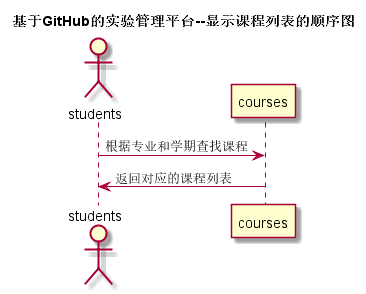 基于GitHub的实验管理平台--显示课程列表的顺序图
students
courses
根据专业和学期查找课程
返回对应的课程列表
students
courses